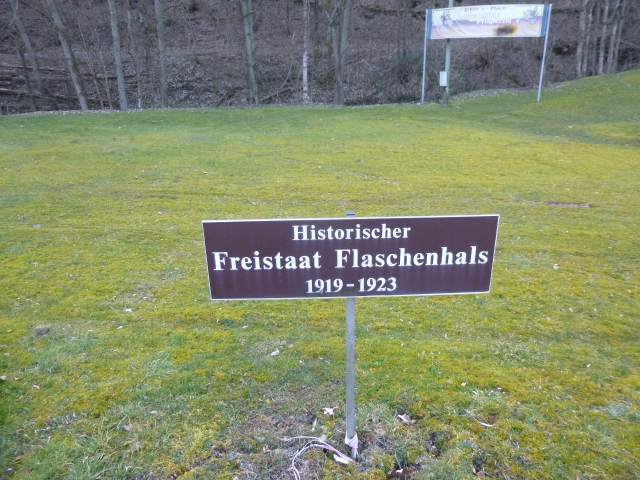 Historischer
Freistaat Flaschenhals
1919 - 1923